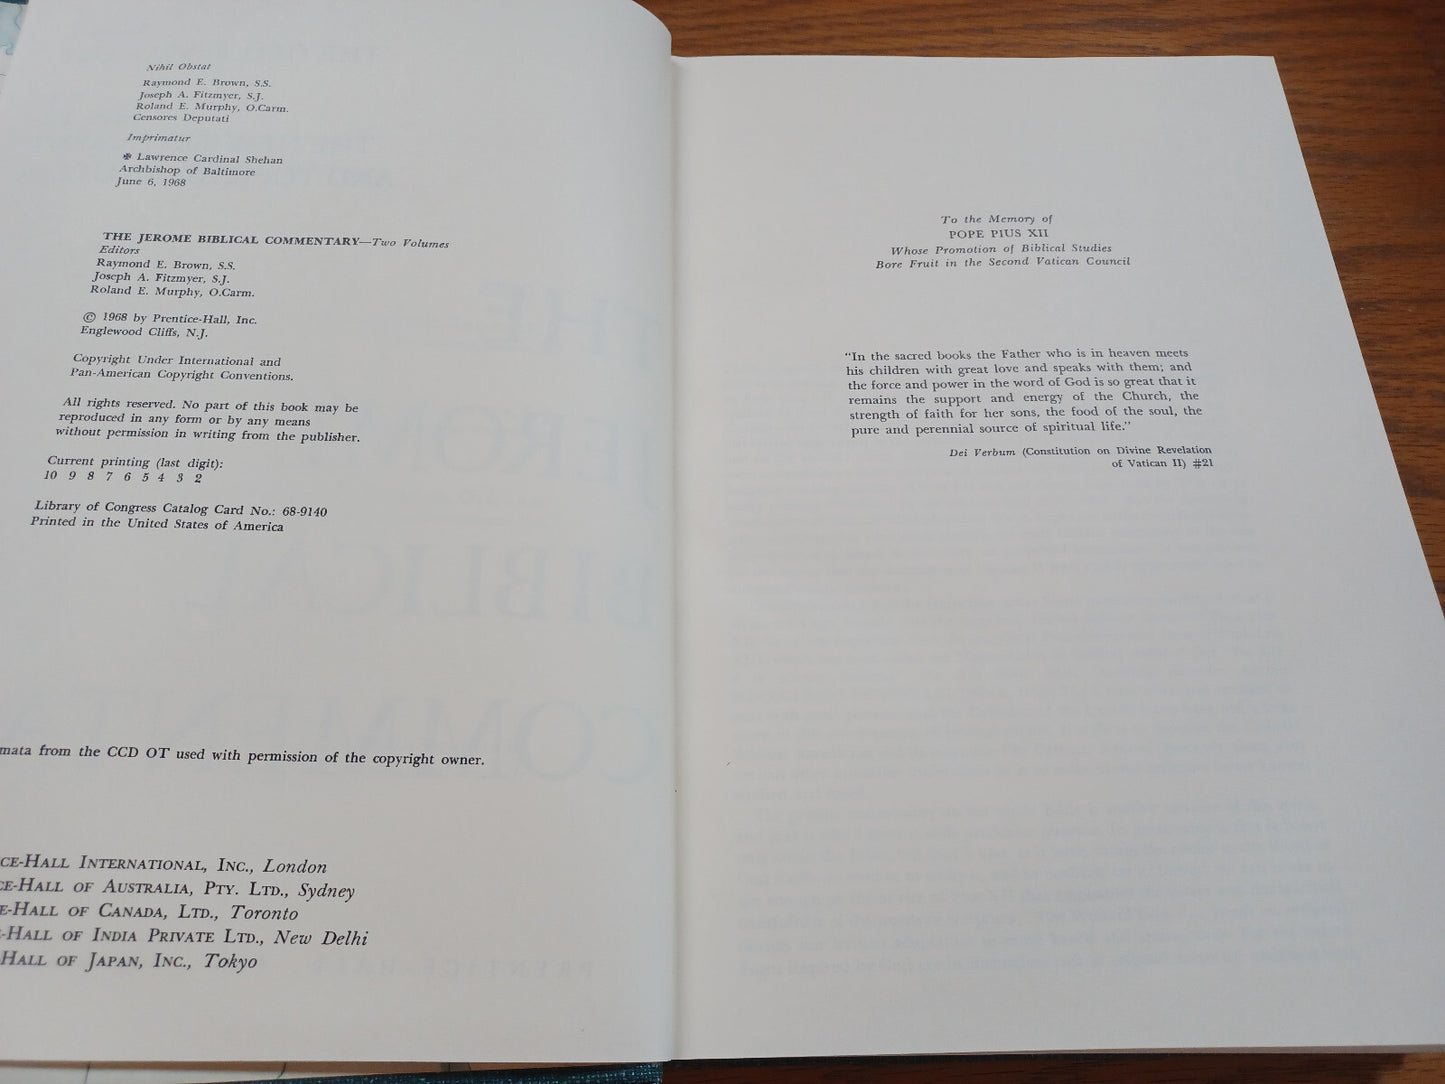 Nihil Obstat
Raymond E. Brown, S.S.
Joseph A. Fitzmyer, S.J.
Roland E. Murphy, O.Carm.
Censores Deputati
Imprimatur
✠ Lawrence Cardinal Shehan
Archbishop of Baltimore
June 6, 1968
THE JEROME BIBLICAL COMMENTARY—Two Volumes
Editors
Raymond E. Brown, S.S.
Joseph A. Fitzmyer, S.J.
Roland E. Murphy, O.Carm.
© 1968 by Prentice-Hall, Inc.
Englewood Cliffs, N.J.
Copyright Under International and
Pan-American Copyright Conventions.
All rights reserved. No part of this book may be
reproduced in any form or by any means
without permission in writing from the publisher.
Current printing (last digit):
10 9 8 7 6 5 4 3 2
Library of Congress Catalog Card No.: 68-9140
Printed in the United States of America
mata from the CCD OT used with permission of the copyright owner.
CE-HALL INTERNATIONAL, INC., London
CE-HALL OF AUSTRALIA, PTY. LTD., Sydney
E-HALL OF CANADA, LTD., Toronto
E-HALL OF INDIA PRIVATE LTD., New Delhi
-HALL OF JAPAN, INC., Tokyo
To the Memory of
POPE PIUS XII
Whose Promotion of Biblical Studies
Bore Fruit in the Second Vatican Council
“In the sacred books the Father who is in heaven meets
his children with great love and speaks with them; and
the force and power in the word of God is so great that it
remains the support and energy of the Church, the
strength of faith for her sons, the food of the soul, the
pure and perennial source of spiritual life.”
Dei Verbum (Constitution on Divine Revelation
of Vatican II) #21